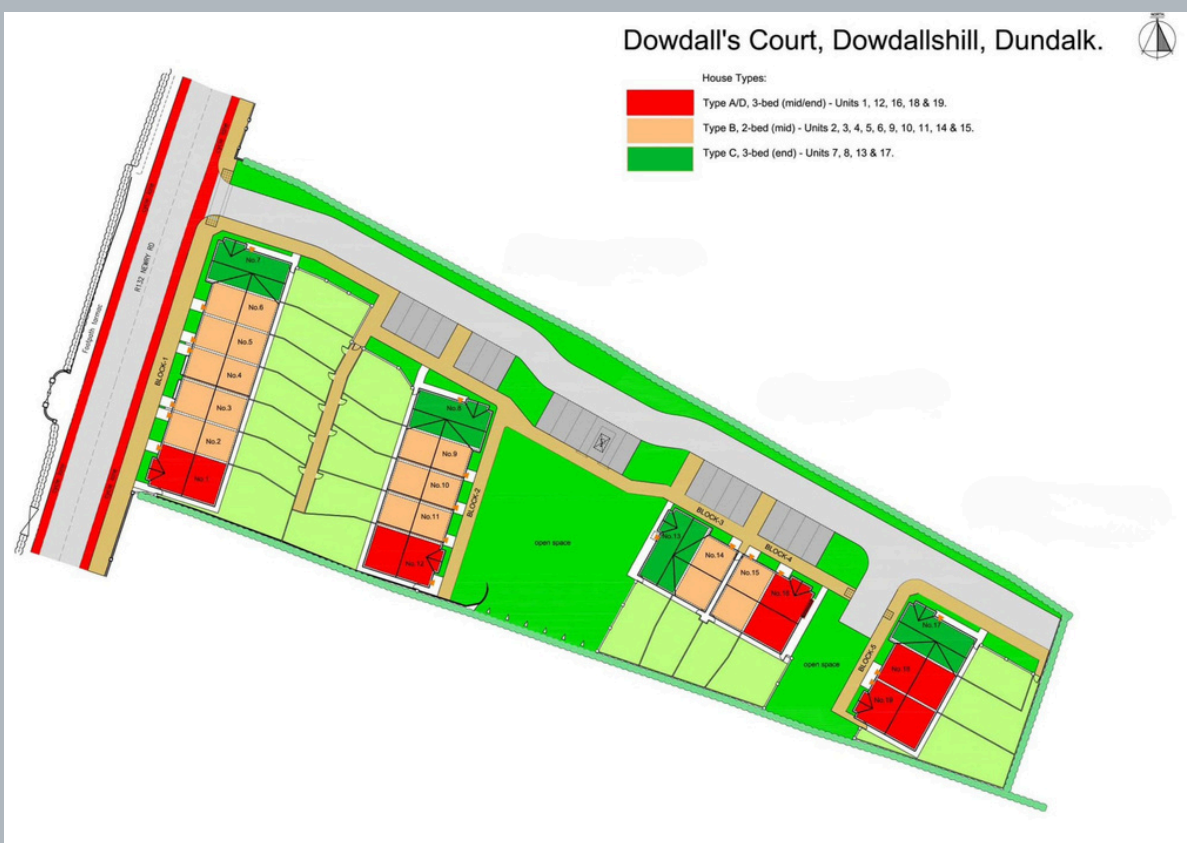 NORTH
Dowdall's Court, Dowdallshill, Dundalk.
House Types:
Type A/D, 3-bed (mid/end) - Units 1, 12, 16, 18 & 19.
Type B, 2-bed (mid) - Units 2, 3, 4, 5, 6, 9, 10, 11, 14 & 15.
Type C, 3-bed (end) - Units 7, 8, 13 & 17.
R132 NEWRY RD
Footpath tarmac
BLOCK-1
No.7
No.6
No.5
No.4
No.3
No.2
No.1
No.8
No.9
No.10
No.11
No.12
BLOCK-2
open space
BLOCK-3
No.13
No.14
BLOCK-4
No.15
No.16
open space
BLOCK-5
No.17
No.19
No.18